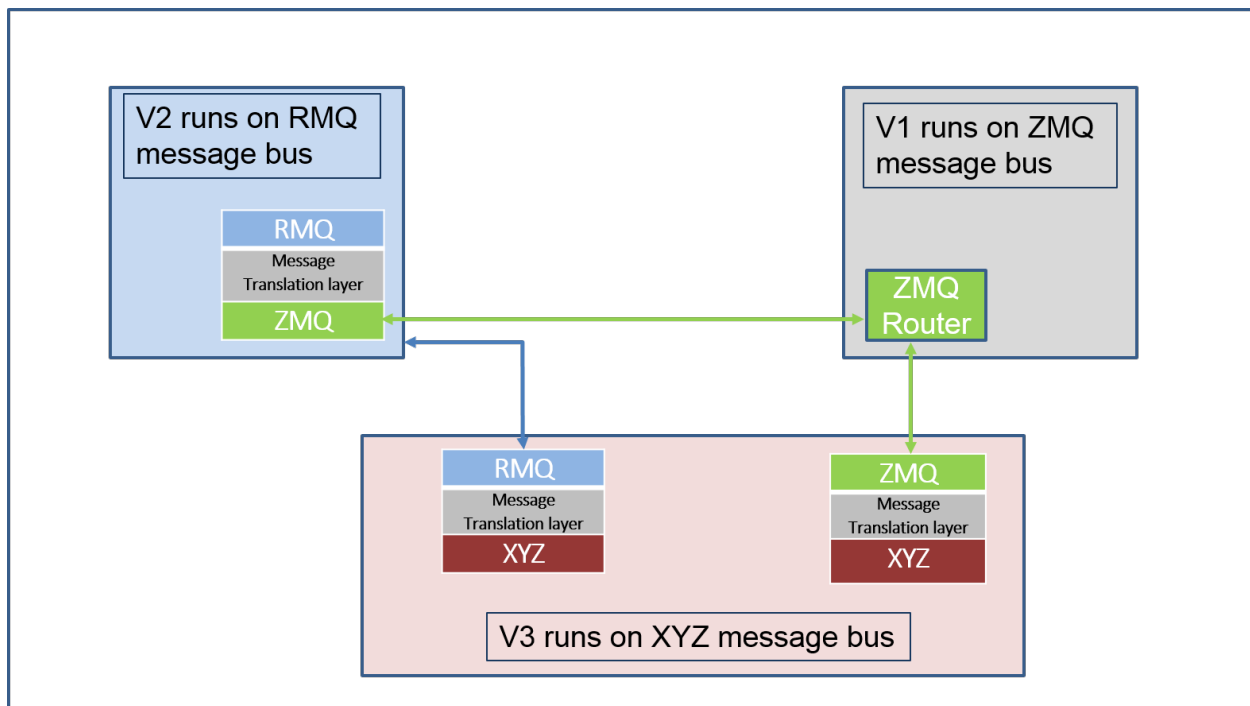 V2 runs on RMQ
message bus
RMQ
Message
Translation layer
ZMQ
V1 runs on ZMQ
message bus
ZMQ
Router
RMQ
Message
Translation layer
XYZ
ZMQ
Message
Translation layer
XYZ
V3 runs on XYZ message bus